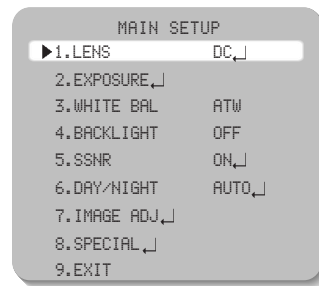 MAIN SETUP
▶1.LENS DC↵
2.EXPOSURE↵
3.WHITE BAL ATW
4.BACKLIGHT OFF
5.SSNR ON↵
6.DAY/NIGHT AUTO↵
7.IMAGE ADJ↵
8.SPECIAL↵
9.EXIT